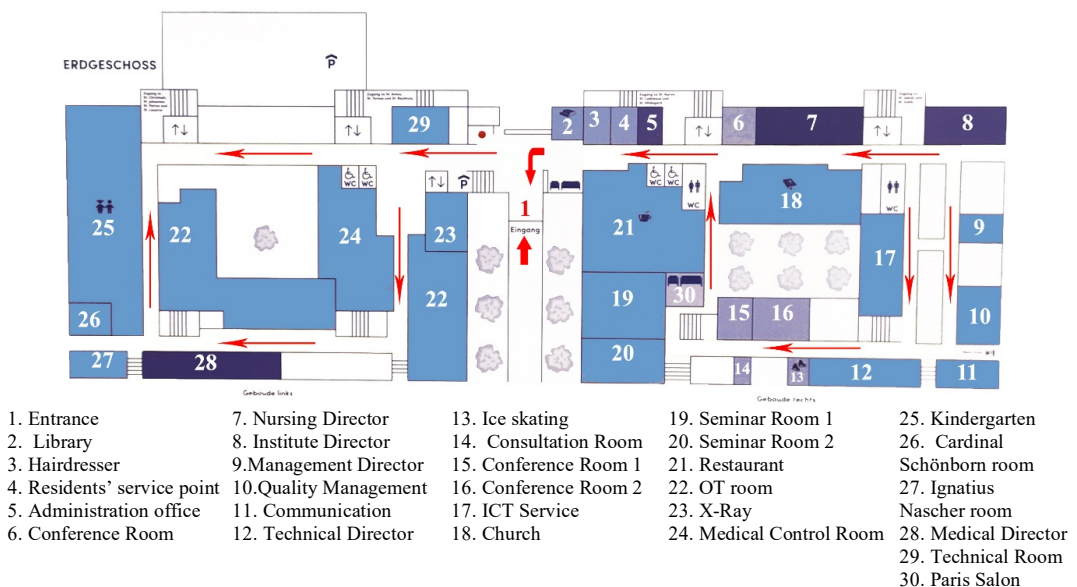 ERDGESCHOSS
P
Zugang zu
29
2
3
4
5
6
7
8
WC
WC
P
WC
WC
WC
WC
1
Eingang
25
22
24
23
21
18
9
17
22
19
30
15
16
10
26
20
27
28
14
13
12
11
Gebäude links
Gebäude rechts
1. Entrance
2. Library
3. Hairdresser
4. Residents’ service point
5. Administration office
6. Conference Room
7. Nursing Director
8. Institute Director
9.Management Director
10.Quality Management
11. Communication
12. Technical Director
13. Ice skating
14. Consultation Room
15. Conference Room 1
16. Conference Room 2
17. ICT Service
18. Church
19. Seminar Room 1
20. Seminar Room 2
21. Restaurant
22. OT room
23. X-Ray
24. Medical Control Room
25. Kindergarten
26. Cardinal
Schönborn room
27. Ignatius
Nascher room
28. Medical Director
29. Technical Room
30. Paris Salon